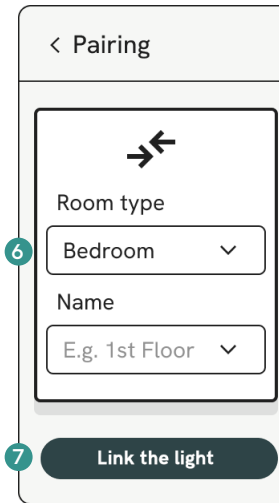 Pairing
Room type
6
Bedroom
Name
E.g. 1st Floor
7
Link the light